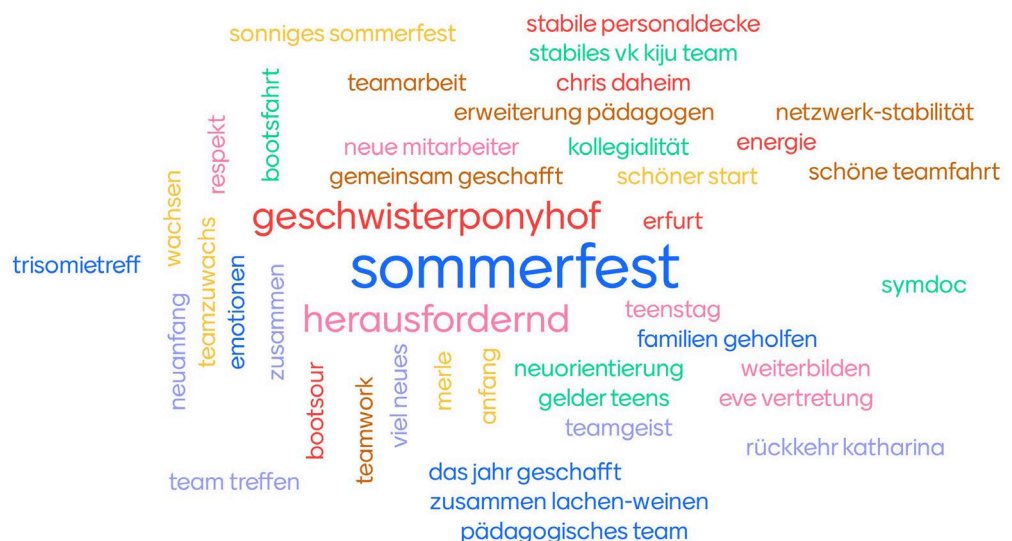 stabile personaldecke
sonniges sommerfest
stabiles vk kiju team
teamarbeit
chris daheim
bootsfahrt
erweiterung pädagogen
netzwerk-stabilität
respekt
neue mitarbeiter
kollegialität
energie
gemeinsam geschafft
schöner start
schöne teamfahrt
wachsen
geschwisterponyhof
erfurt
trisomietreff
teamzuwachs
emotionen
zusammen
sommerfest
symdoc
neuanfang
herausfordernd
teenstag
familien geholfen
bootsour
teamwork
viel neues
merle
anfang
neuorientierung
weiterbilden
gelder teens
eve vertretung
teamgeist
rückkehr katharina
team treffen
das jahr geschafft
zusammen lachen-weinen
pädagogisches team